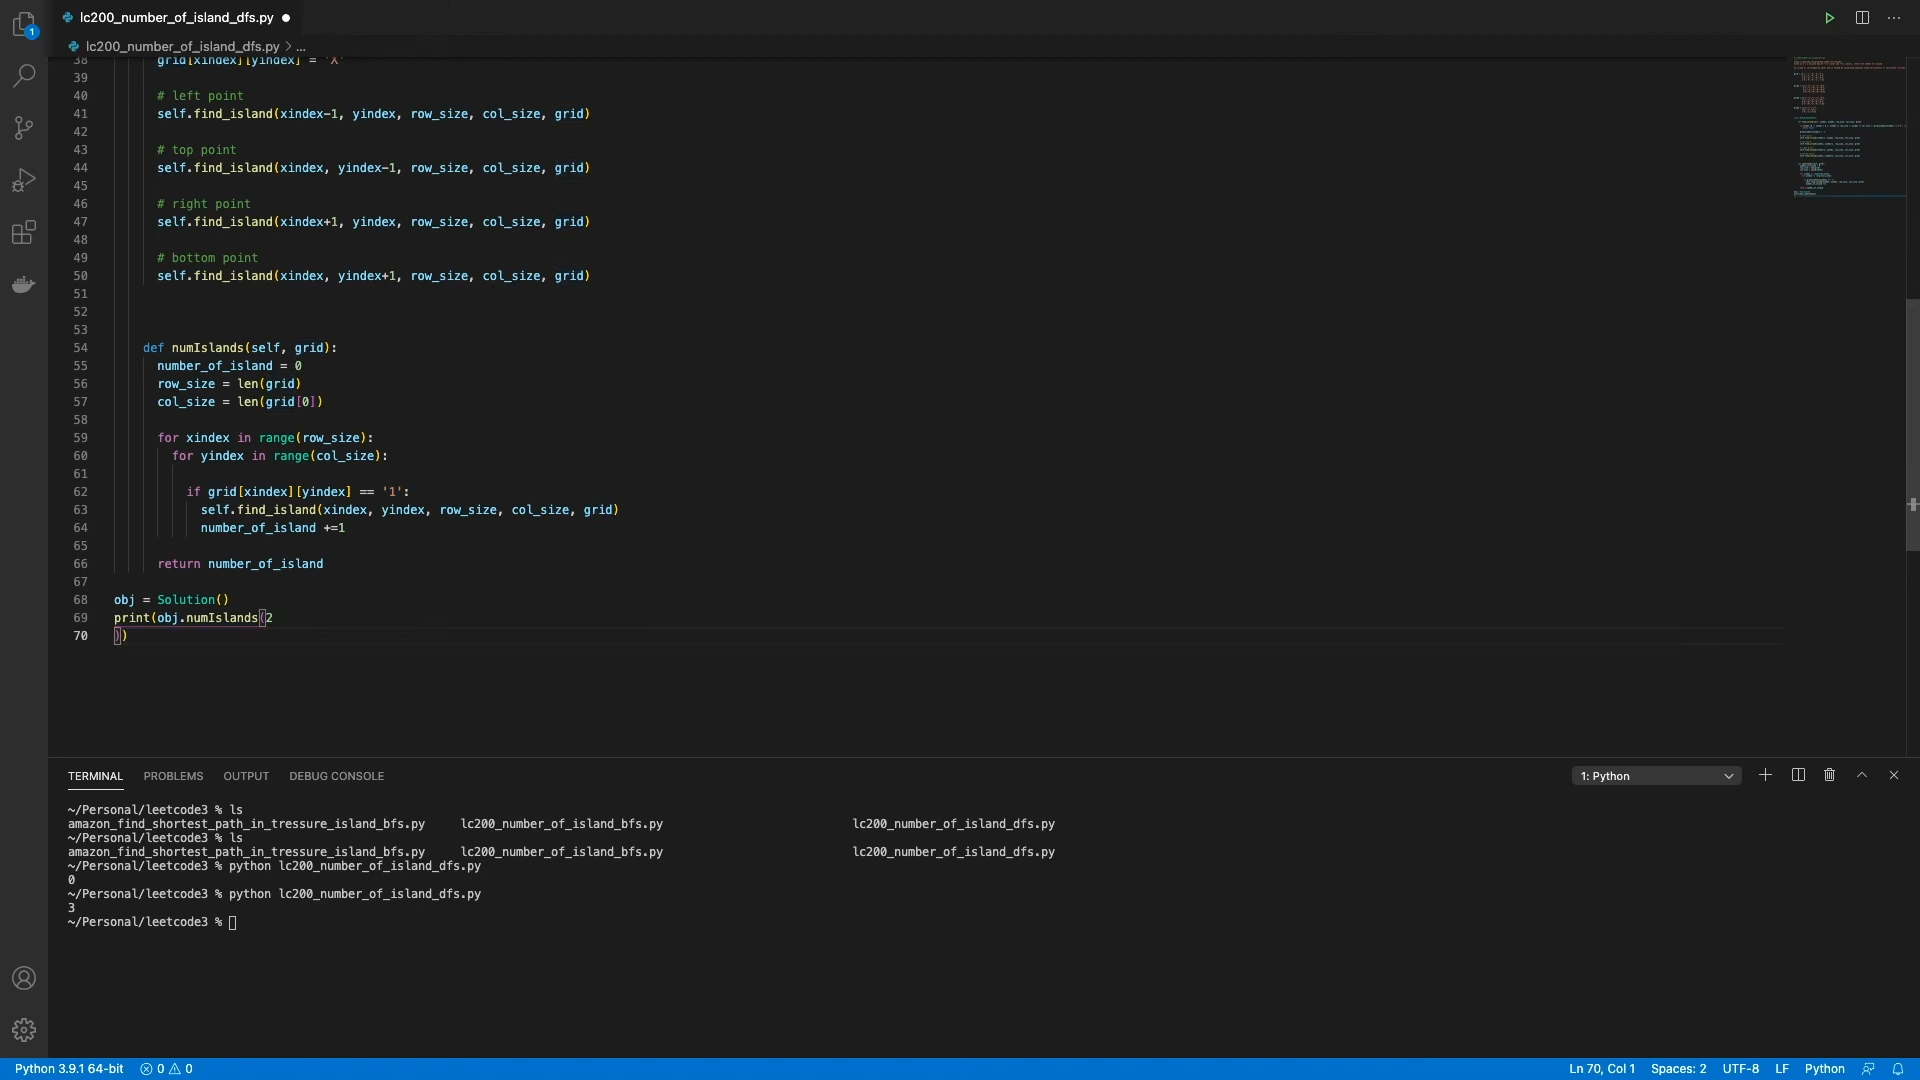 1
lc200_number_of_island_dfs.py
lc200_number_of_island_dfs.py > ...
38 grid[xindex][yindex] = 'X'
39
40 # left point
41 self.find_island(xindex-1, yindex, row_size, col_size, grid)
42
43 # top point
44 self.find_island(xindex, yindex-1, row_size, col_size, grid)
45
46 # right point
47 self.find_island(xindex+1, yindex, row_size, col_size, grid)
48
49 # bottom point
50 self.find_island(xindex, yindex+1, row_size, col_size, grid)
51
52
53
54 def numIslands(self, grid):
55 number_of_island = 0
56 row_size = len(grid)
57 col_size = len(grid[0])
58
59 for xindex in range(row_size):
60 for yindex in range(col_size):
61
62 if grid[xindex][yindex] == '1':
63 self.find_island(xindex, yindex, row_size, col_size, grid)
64 number_of_island +=1
65
66 return number_of_island
67
68 obj = Solution()
69 print(obj.numIslands(2
70 ))
TERMINAL PROBLEMS OUTPUT DEBUG CONSOLE 1: Python
~/Personal/leetcode3 % ls
amazon_find_shortest_path_in_tressure_island_bfs.py lc200_number_of_island_bfs.py lc200_number_of_island_dfs.py
~/Personal/leetcode3 % ls
amazon_find_shortest_path_in_tressure_island_bfs.py lc200_number_of_island_bfs.py lc200_number_of_island_dfs.py
~/Personal/leetcode3 % python lc200_number_of_island_dfs.py
0
~/Personal/leetcode3 % python lc200_number_of_island_dfs.py
3
~/Personal/leetcode3 %
Python 3.9.1 64-bit 0 0 Ln 70, Col 1 Spaces: 2 UTF-8 LF Python